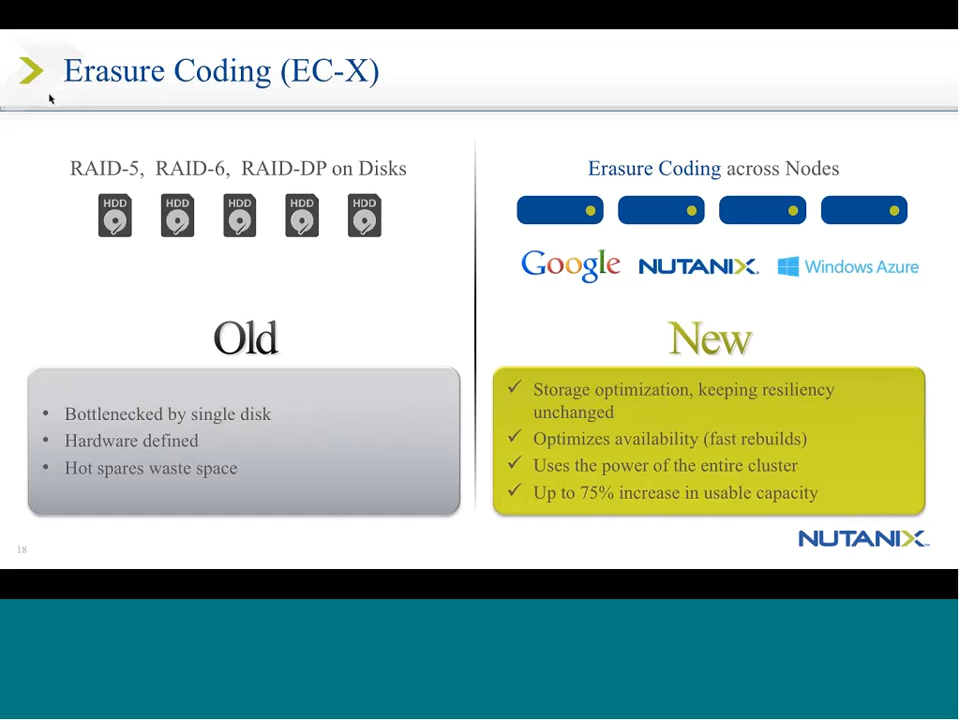 Erasure Coding (EC-X)
RAID-5, RAID-6, RAID-DP on Disks
HDD HDD HDD HDD HDD
Old
• Bottlenecked by single disk
• Hardware defined
• Hot spares waste space
Erasure Coding across Nodes
Google NUTANIX Windows Azure
New
✓ Storage optimization, keeping resiliency
unchanged
✓ Optimizes availability (fast rebuilds)
✓ Uses the power of the entire cluster
✓ Up to 75% increase in usable capacity
18
NUTANIX